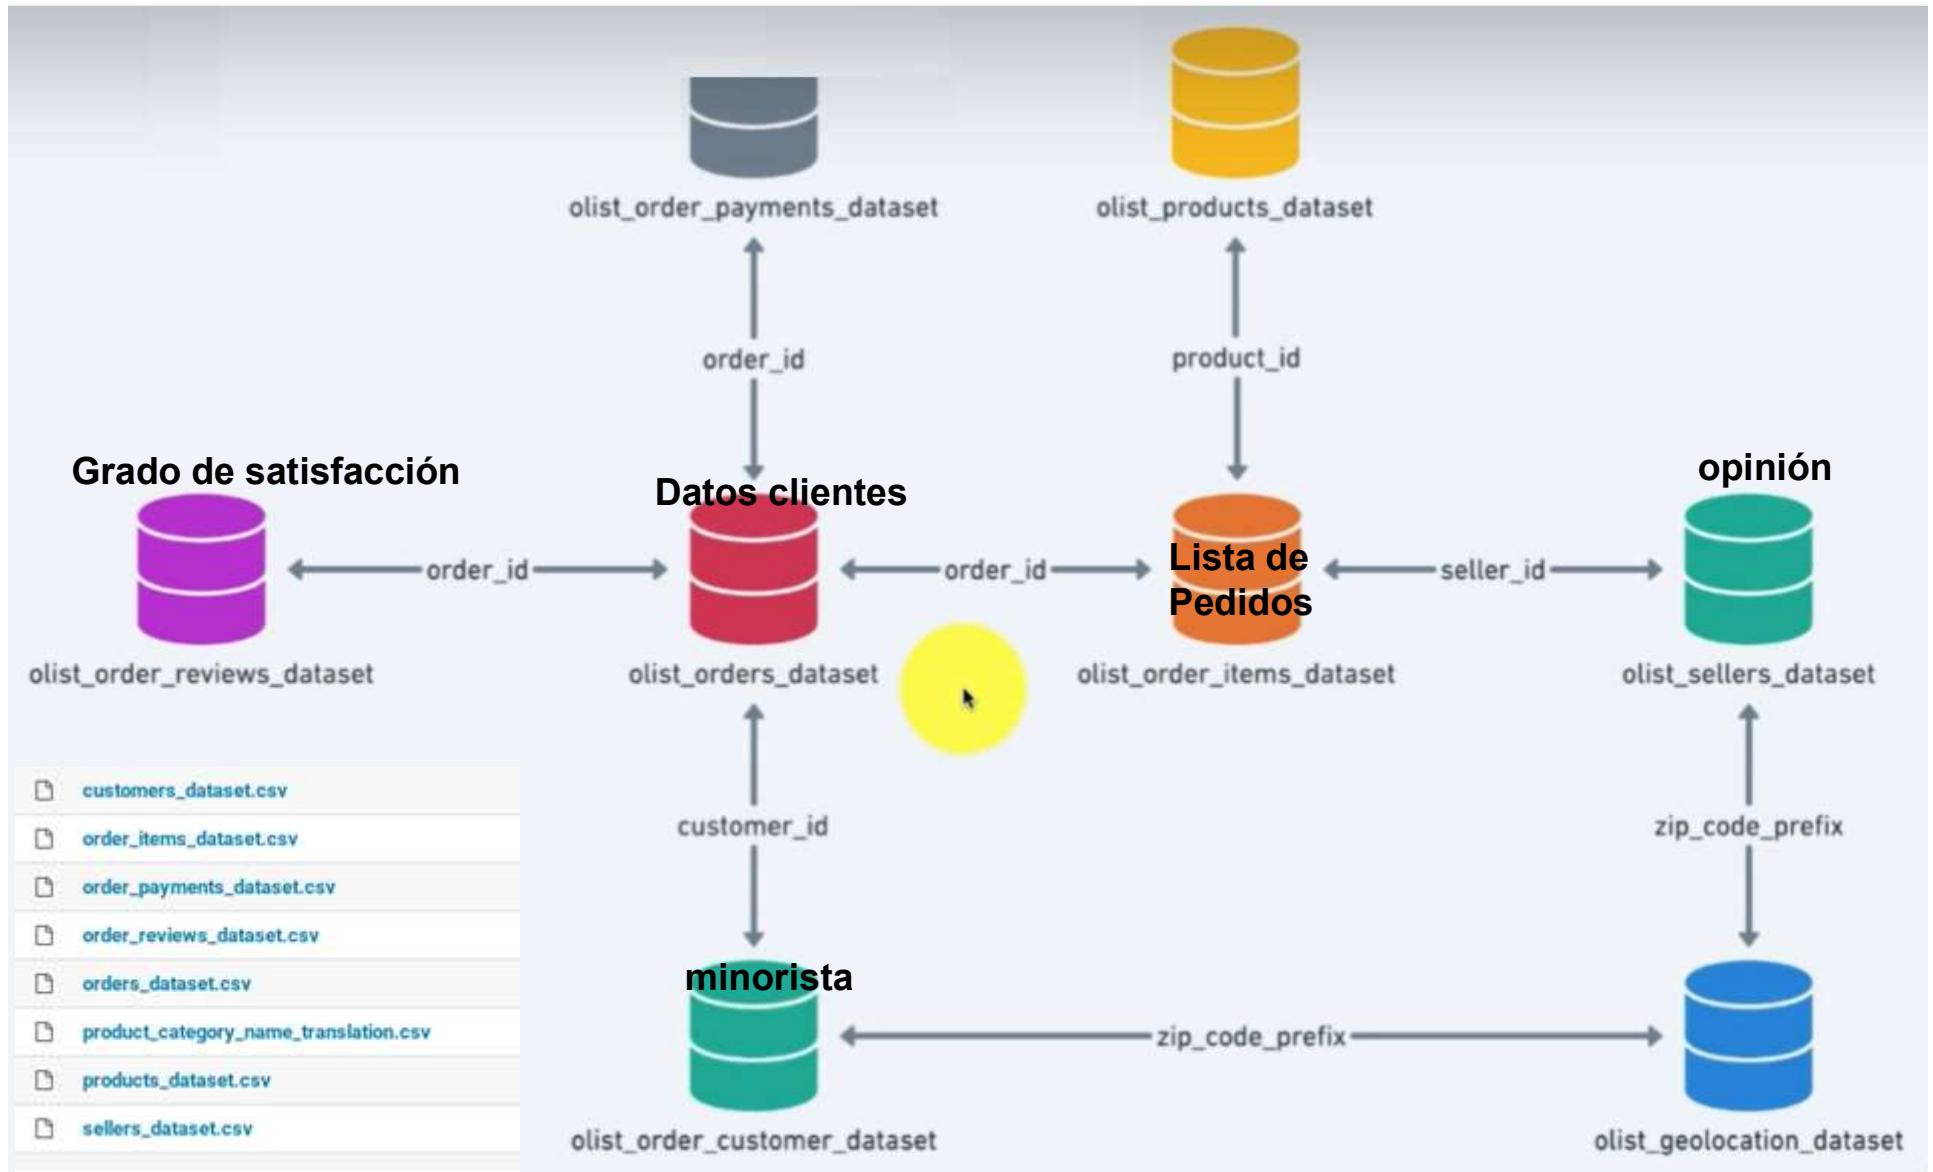 olist_order_payments_dataset
olist_products_dataset
order_id
product_id
Grado de satisfacción
Datos clientes
opinión
order_id
order_id
Lista de
Pedidos
seller_id
olist_order_reviews_dataset
olist_orders_dataset
olist_order_items_dataset
olist_sellers_dataset
customer_id
zip_code_prefix
minorista
zip_code_prefix
olist_order_customer_dataset
olist_geolocation_dataset
customers_dataset.csv
order_items_dataset.csv
order_payments_dataset.csv
order_reviews_dataset.csv
orders_dataset.csv
product_category_name_translation.csv
products_dataset.csv
sellers_dataset.csv